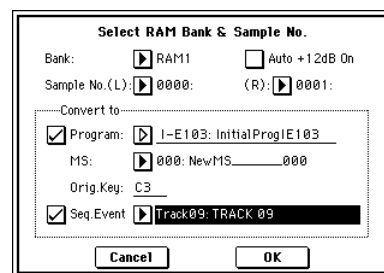 Select RAM Bank & Sample No.
Bank: RAM1 Auto +12dB On
Sample No.(L): 0000: (R): 0001:
Convert to
Program: I-E103: InitialProgIE103
MS: 000: NewMS_______000
Orig.Key: C3
Seq.Event Track09: TRACK 09
Cancel OK